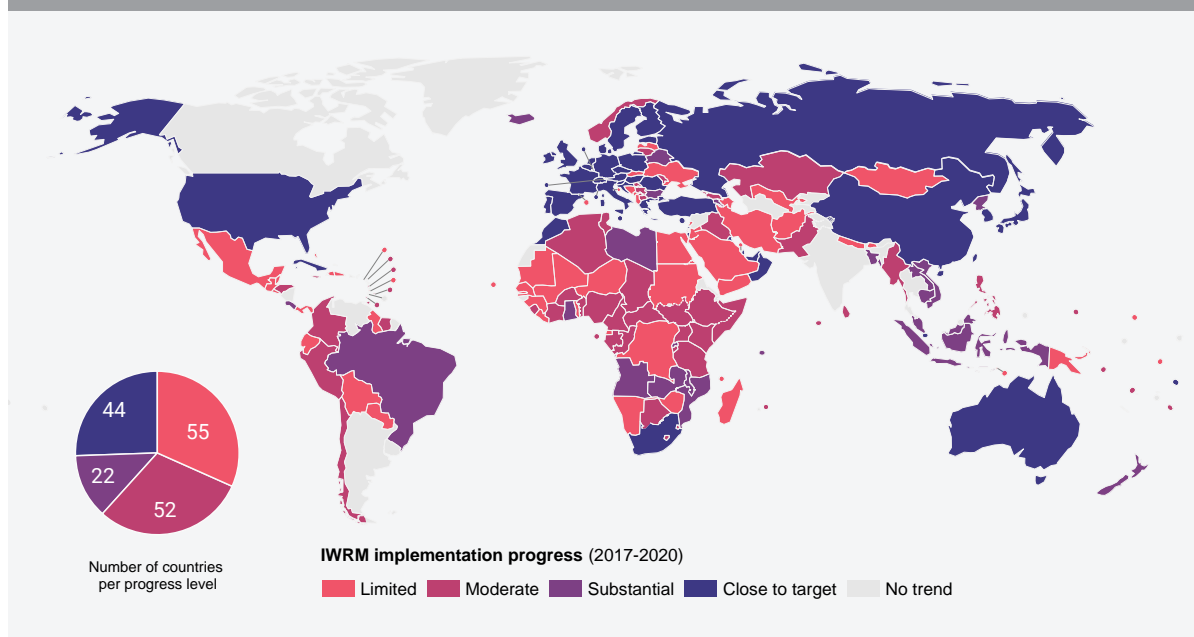 44
55
22
52
Number of countries
per progress level
IWRM implementation progress (2017-2020)
Limited Moderate Substantial Close to target No trend